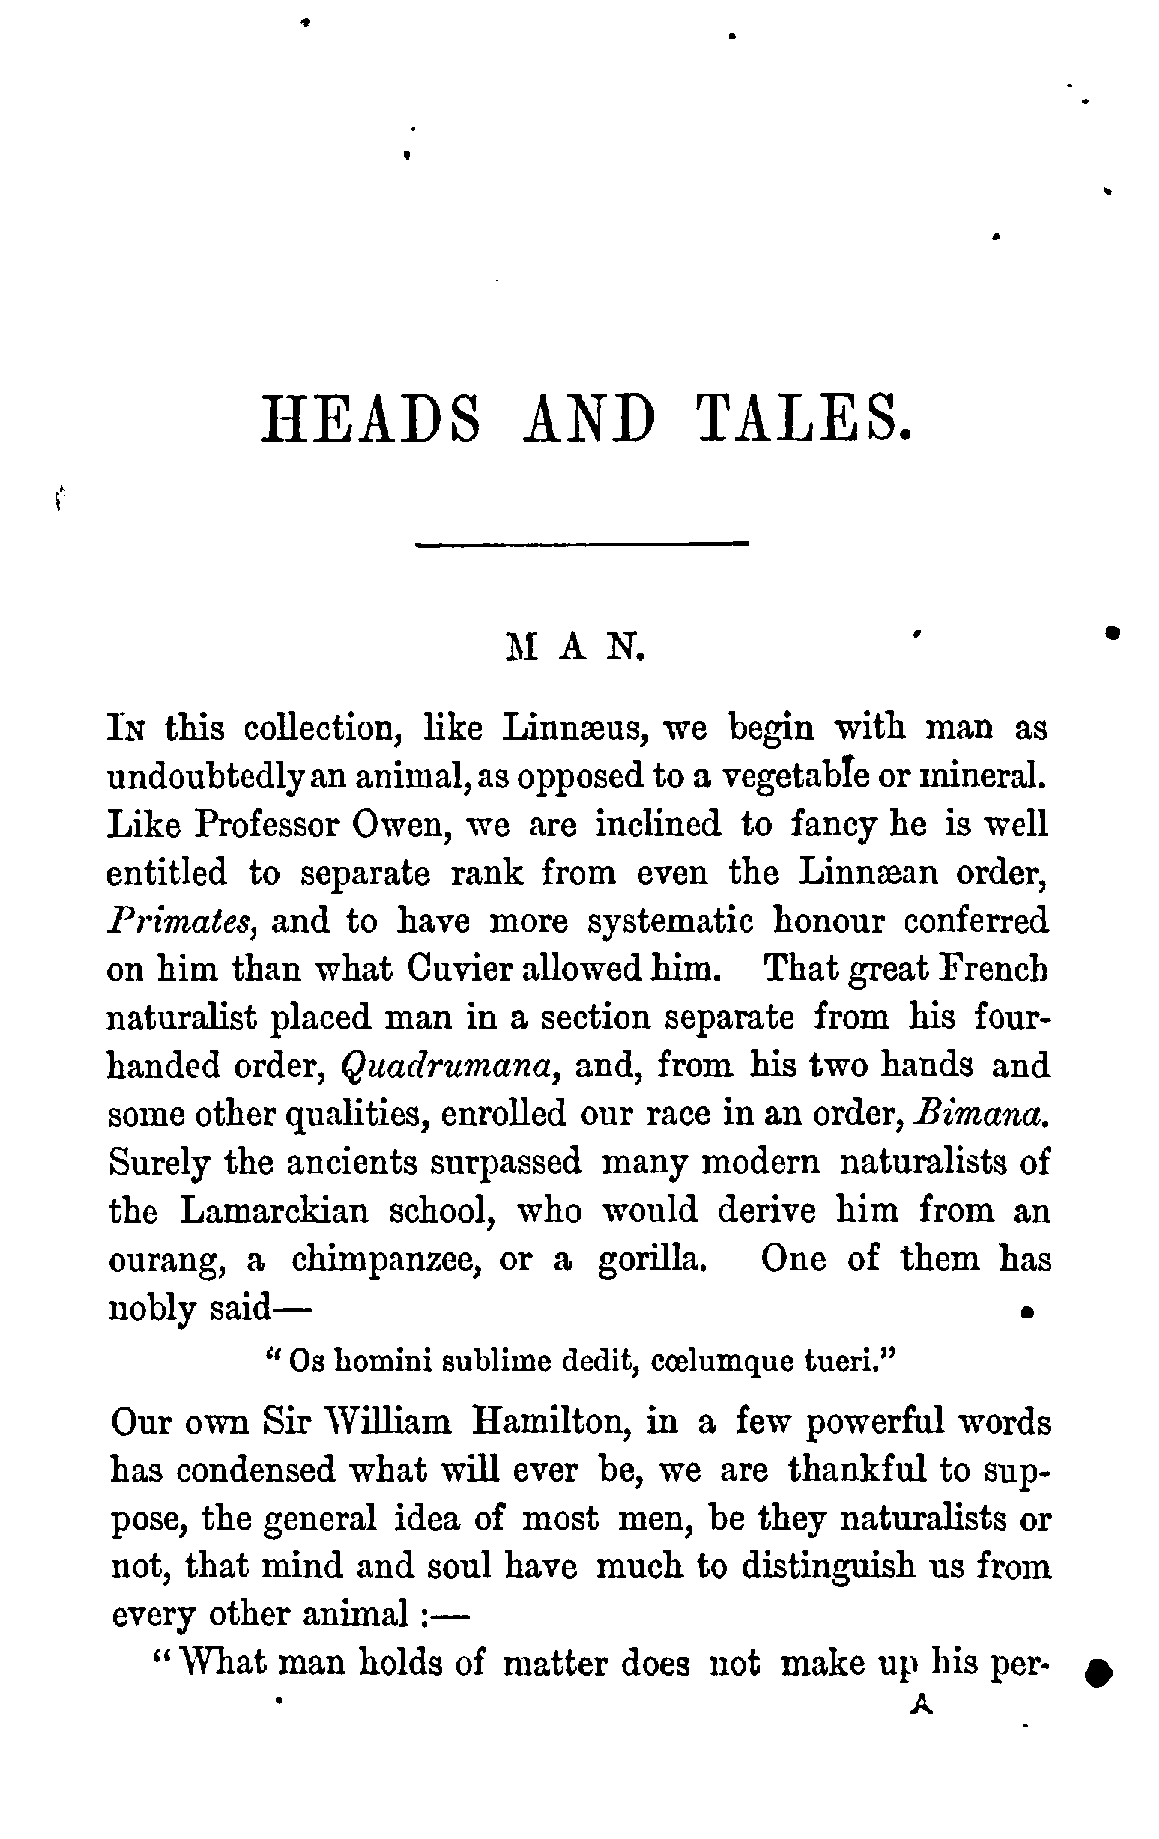 HEADS AND TALES.
MAN.
IN this collection, like Linnæus, we begin with man as
undoubtedly an animal, as opposed to a vegetable or mineral.
Like Professor Owen, we are inclined to fancy he is well
entitled to separate rank from even the Linnæan order,
Primates, and to have more systematic honour conferred
on him than what Cuvier allowed him. That great French
naturalist placed man in a section separate from his four-
handed order, Quadrumana, and, from his two hands and
some other qualities, enrolled our race in an order, Bimana.
Surely the ancients surpassed many modern naturalists of
the Lamarckian school, who would derive him from an
ourang, a chimpanzee, or a gorilla. One of them has
nobly said—
“Os homini sublime dedit, cœlumque tueri.”
Our own Sir William Hamilton, in a few powerful words
has condensed what will ever be, we are thankful to sup-
pose, the general idea of most men, be they naturalists or
not, that mind and soul have much to distinguish us from
every other animal :—
“What man holds of matter does not make up his per-
A